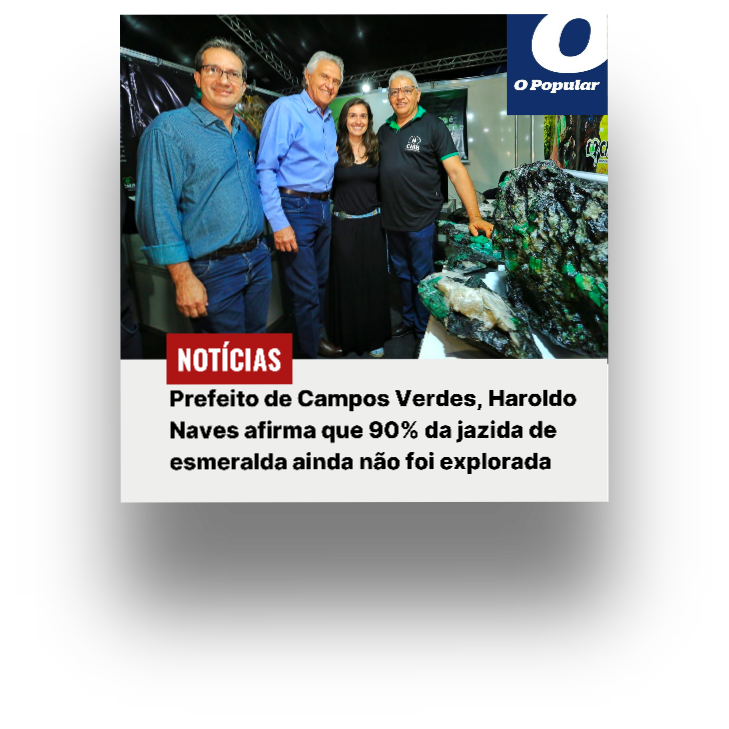 O Popular
NOTÍCIAS
Prefeito de Campos Verdes, Haroldo
Naves afirma que 90% da jazida de
esmeralda ainda não foi explorada